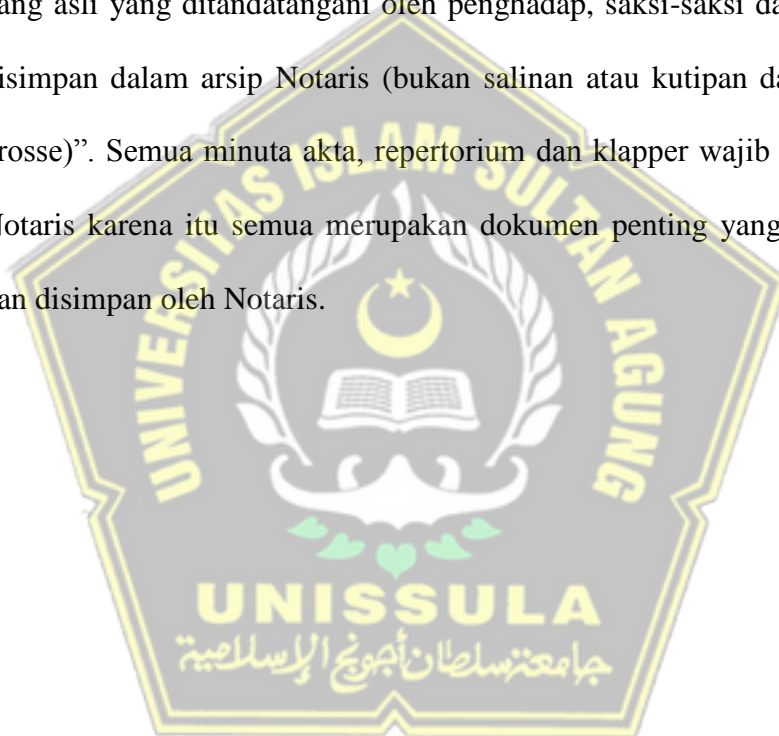 ang asli yang ditandatangani oleh penghadap, saksi-saksi da
isimpan dalam arsip Notaris (bukan salinan atau kutipan da
rosse)”. Semua minuta akta, repertorium dan klapper wajib
Notaris karena itu semua merupakan dokumen penting yang
an disimpan oleh Notaris.
UNIVERSITAS ISLAM SULTAN AGUNG
UNISSULA
جامعة سلطان أجونج الإسلامية